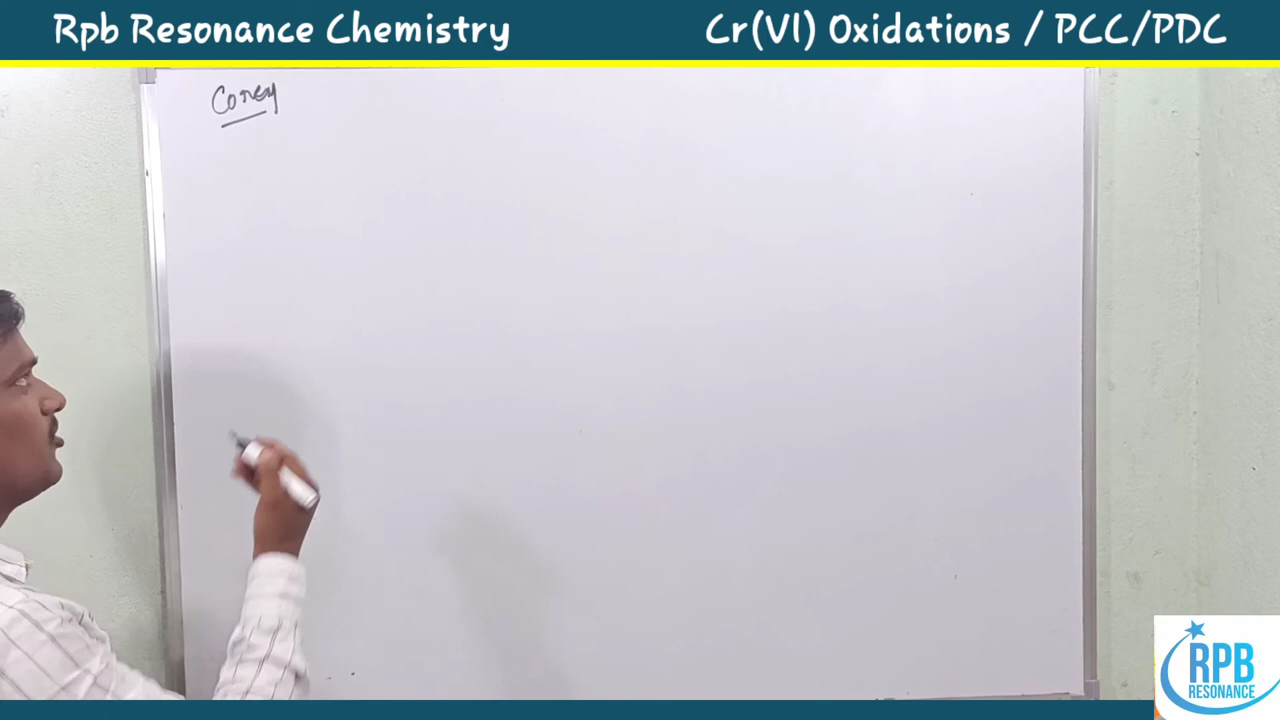 Rpb Resonance Chemistry
Cr(VI) Oxidations / PCC/PDC
Corey
RPB
RESONANCE